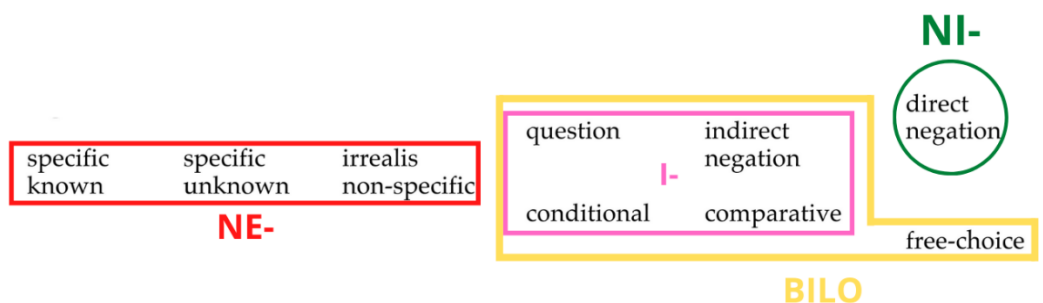 NI-
direct
negation
question
indirect
negation
I-
conditional
comparative
specific
known
specific
unknown
irrealis
non-specific
NE-
free-choice
BILO